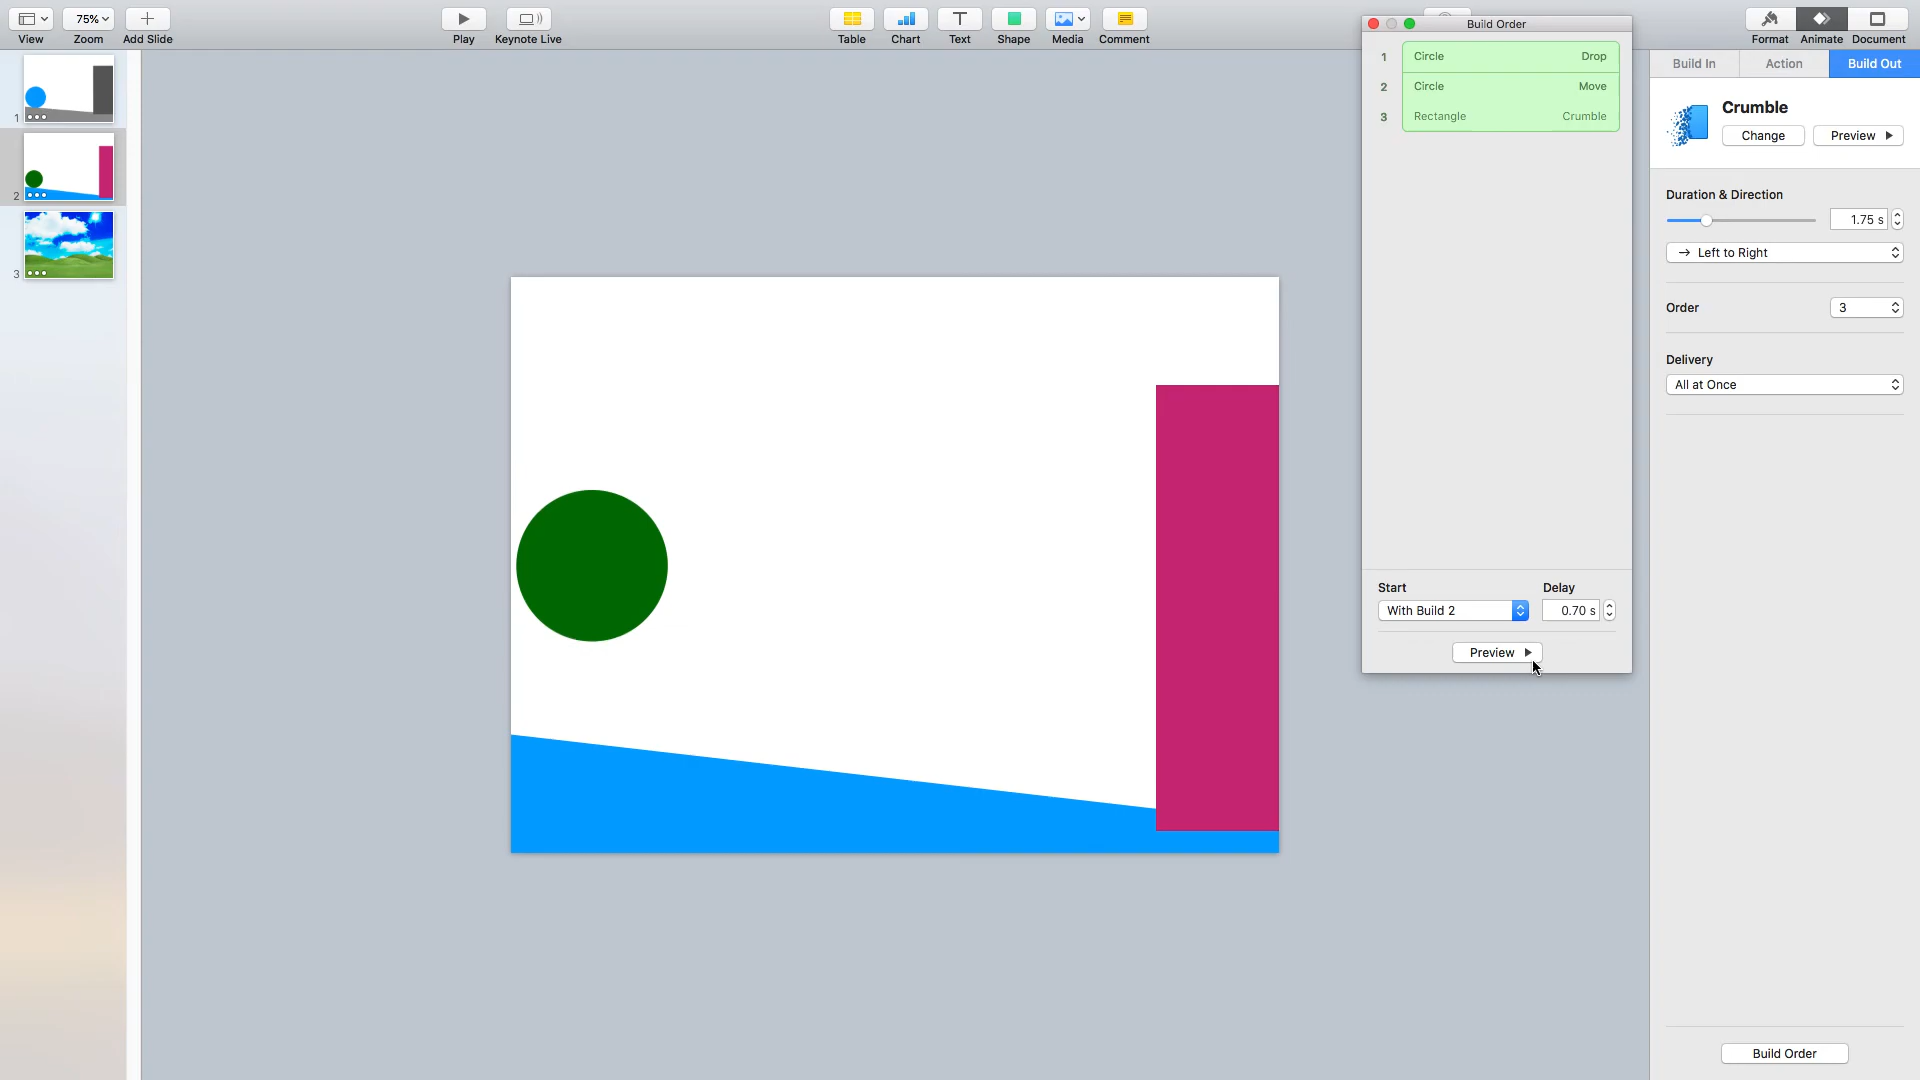 View
75%
Zoom
Add Slide
Play
Keynote Live
Table
Chart
Text
Shape
Media
Comment
Format
Animate
Document
1
2
3
Build Order
1 Circle Drop
2 Circle Move
3 Rectangle Crumble
Start Delay
With Build 2 0.70 s
Preview
Build In Action Build Out
Crumble
Change Preview
Duration & Direction
1.75 s
Left to Right
Order 3
Delivery
All at Once
Build Order